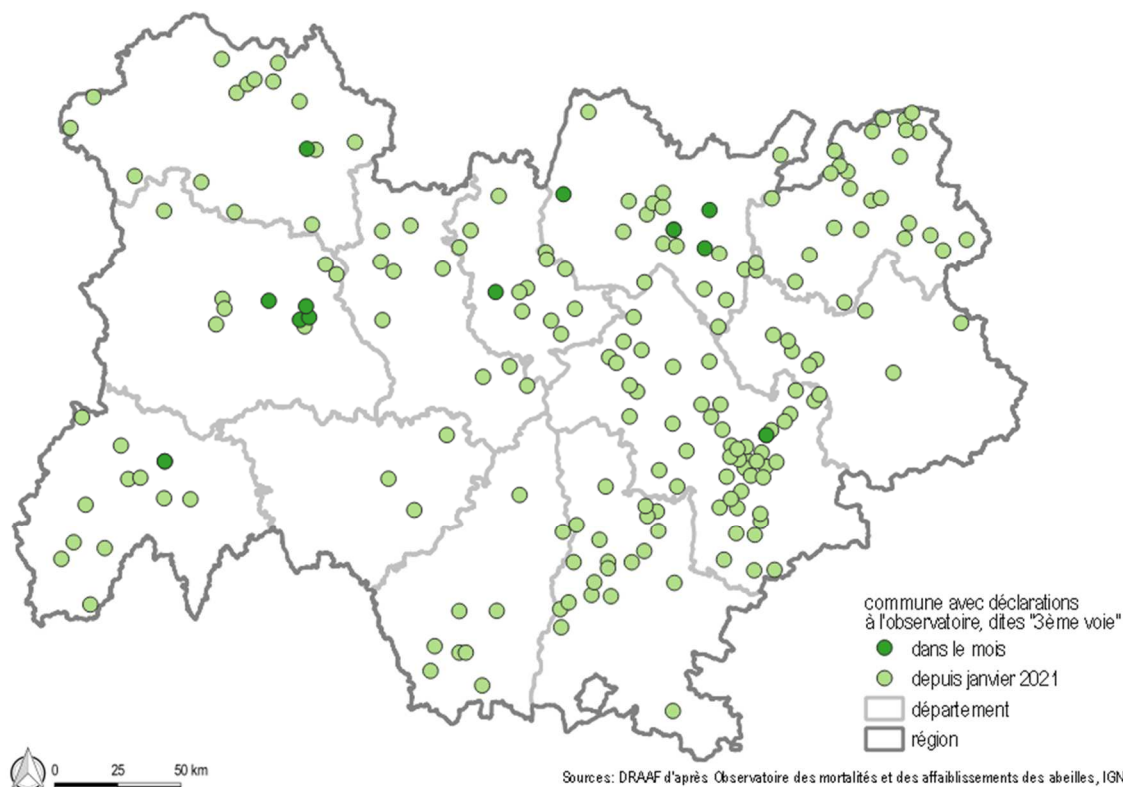 commune avec déclarations
à l'observatoire, dites "3ème voie"
dans le mois
depuis janvier 2021
département
région
0 25 50 km
Sources: DRAAF d'après Observatoire des mortalités et des affaiblissements des abeilles, IGN